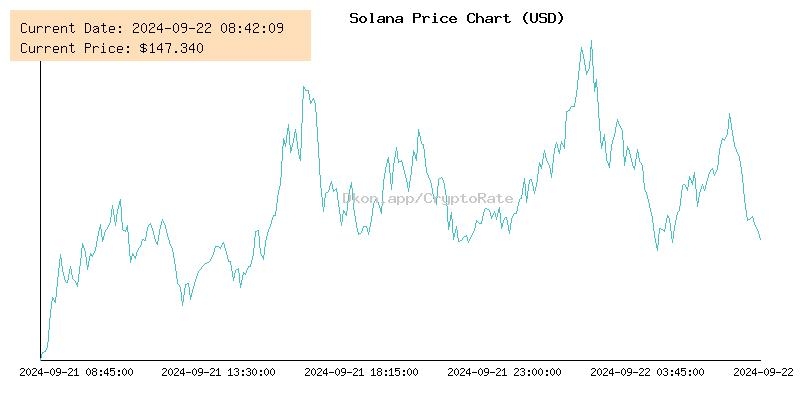 Solana Price Chart (USD)
Current Date: 2024-09-22 08:42:09
Current Price: $147.340
Dkon.app/CryptoRate
2024-09-21 08:45:00 2024-09-21 13:30:00 2024-09-21 18:15:00 2024-09-21 23:00:00 2024-09-22 03:45:00 2024-09-22